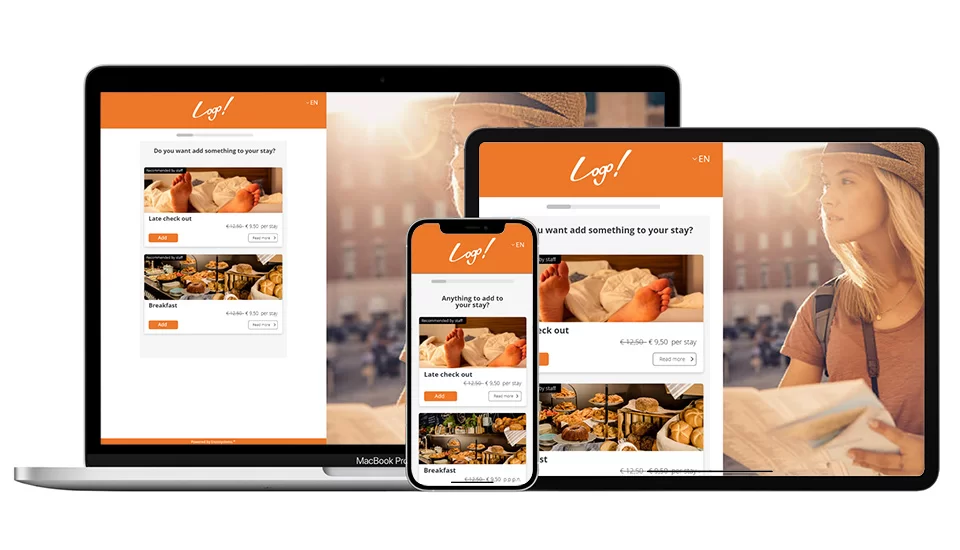 Logo!
EN
Do you want add something to your stay?
Recommended by staff
Late check out
€ 12,50 € 9,50 per stay
Add
Read more
Recommended by staff
Breakfast
€ 12,50 € 9,50 per stay
Add
Read more
MacBook Pro
Logo!
EN
Anything to add to
your stay?
Recommended by staff
Late check out
€ 12,50 € 9,50 per stay
Add
Read more
Breakfast
€ 12,50 € 9,50 p.p.p.n.
Logo!
EN
you want add something to your stay?
by staff
eck out
€ 12,50 € 9,50 per stay
Read more
by staff
st
€ 12,50 € 9,50 per stay